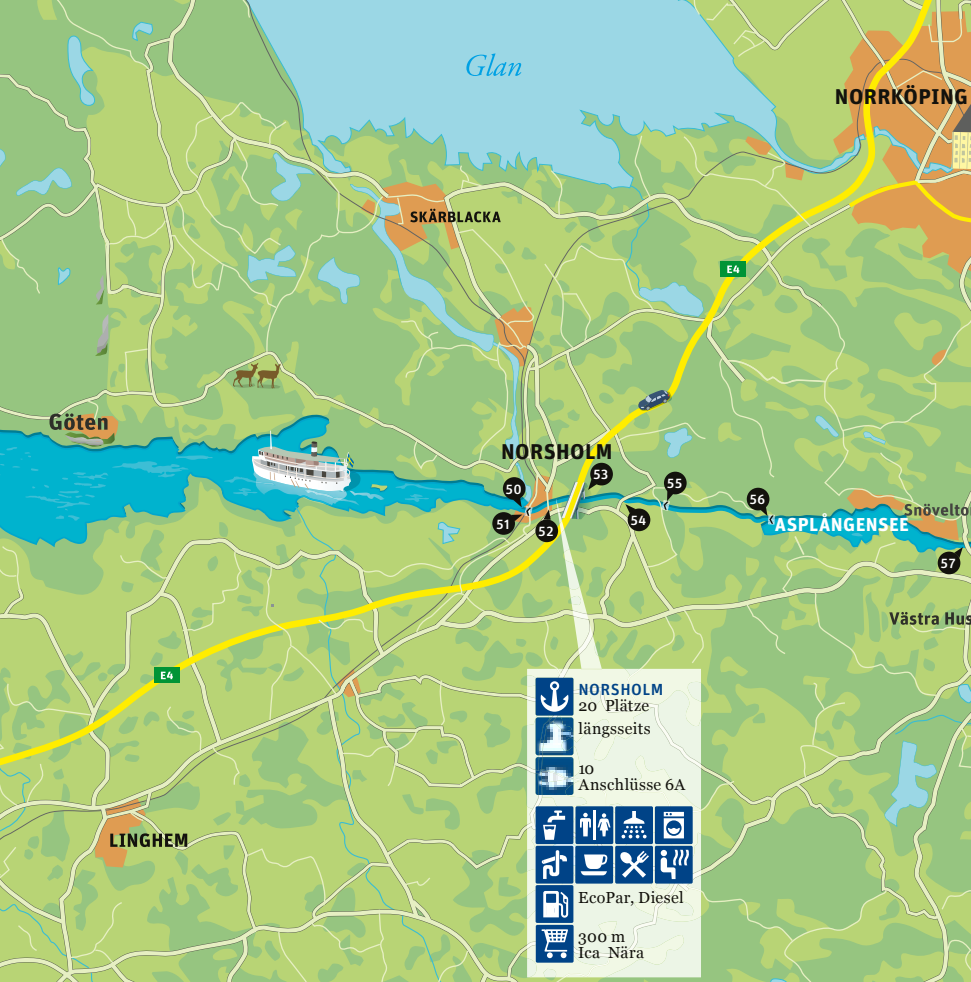 Glan
NORRKÖPING
SKÄRBLACKA
E4
Göten
NORSHOLM
50
51
52
53
54
55
56
ASPLÅNGENSEE
Snövelto
57
Västra Hus
E4
LINGHEM
NORSHOLM
20 Plätze
längsseits
10
Anschlüsse 6A
EcoPar, Diesel
300 m
Ica Nära